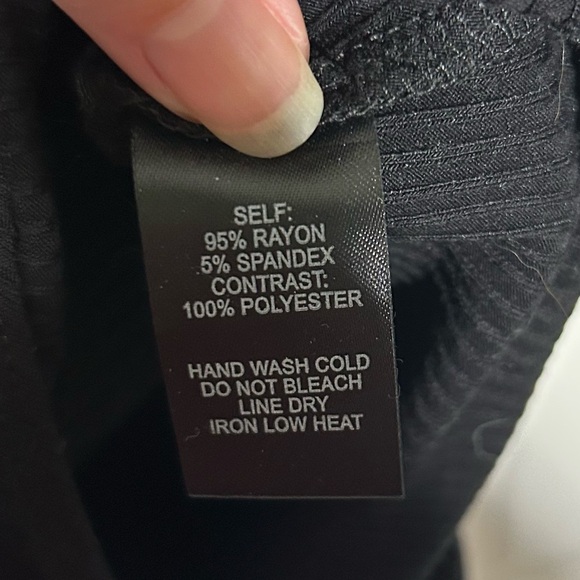 SELF:
95% RAYON
5% SPANDEX
CONTRAST:
100% POLYESTER
HAND WASH COLD
DO NOT BLEACH
LINE DRY
IRON LOW HEAT